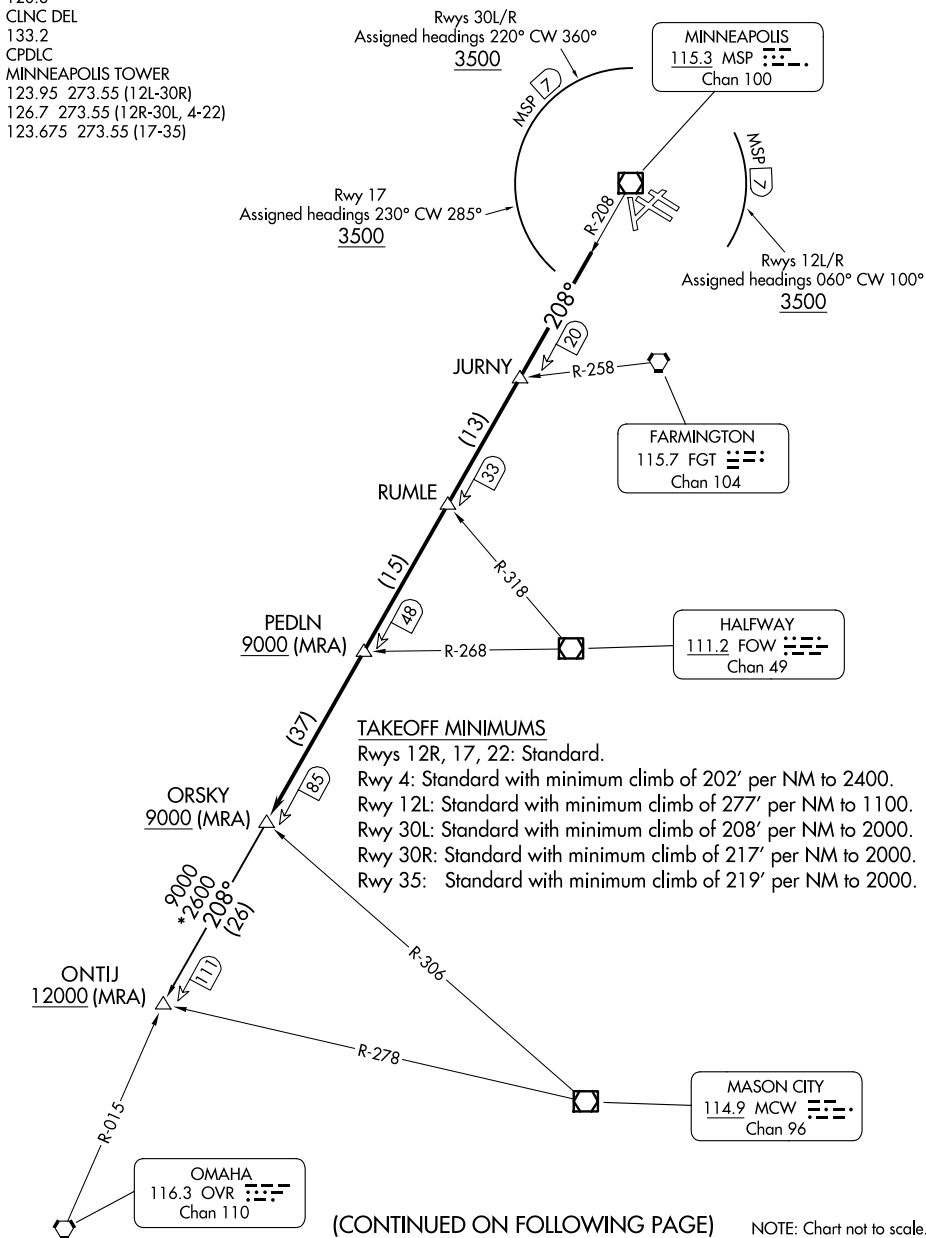 CLNC DEL
133.2
CPDLC
MINNEAPOLIS TOWER
123.95 273.55 (12L-30R)
126.7 273.55 (12R-30L, 4-22)
123.675 273.55 (17-35)
Rwys 30L/R
Assigned headings 220° CW 360°
3500
MINNEAPOLIS
115.3 MSP
Chan 100
MSP 7
MSP 7
Rwy 17
Assigned headings 230° CW 285°
3500
R-208
Rwys 12L/R
Assigned headings 060° CW 100°
3500
208°
20
JURNY
R-258
FARMINGTON
115.7 FGT
Chan 104
(13)
33
RUMLE
R-318
(15)
48
PEDLN
9000 (MRA)
R-268
HALFWAY
111.2 FOW
Chan 49
(37)
TAKEOFF MINIMUMS
Rwys 12R, 17, 22: Standard.
Rwy 4: Standard with minimum climb of 202' per NM to 2400.
Rwy 12L: Standard with minimum climb of 277' per NM to 1100.
Rwy 30L: Standard with minimum climb of 208' per NM to 2000.
Rwy 30R: Standard with minimum climb of 217' per NM to 2000.
Rwy 35: Standard with minimum climb of 219' per NM to 2000.
85
ORSKY
9000 (MRA)
9000
*2600
208°
(26)
R-306
111
ONTIJ
12000 (MRA)
R-278
MASON CITY
114.9 MCW
Chan 96
R-015
OMAHA
116.3 OVR
Chan 110
(CONTINUED ON FOLLOWING PAGE)
NOTE: Chart not to scale.